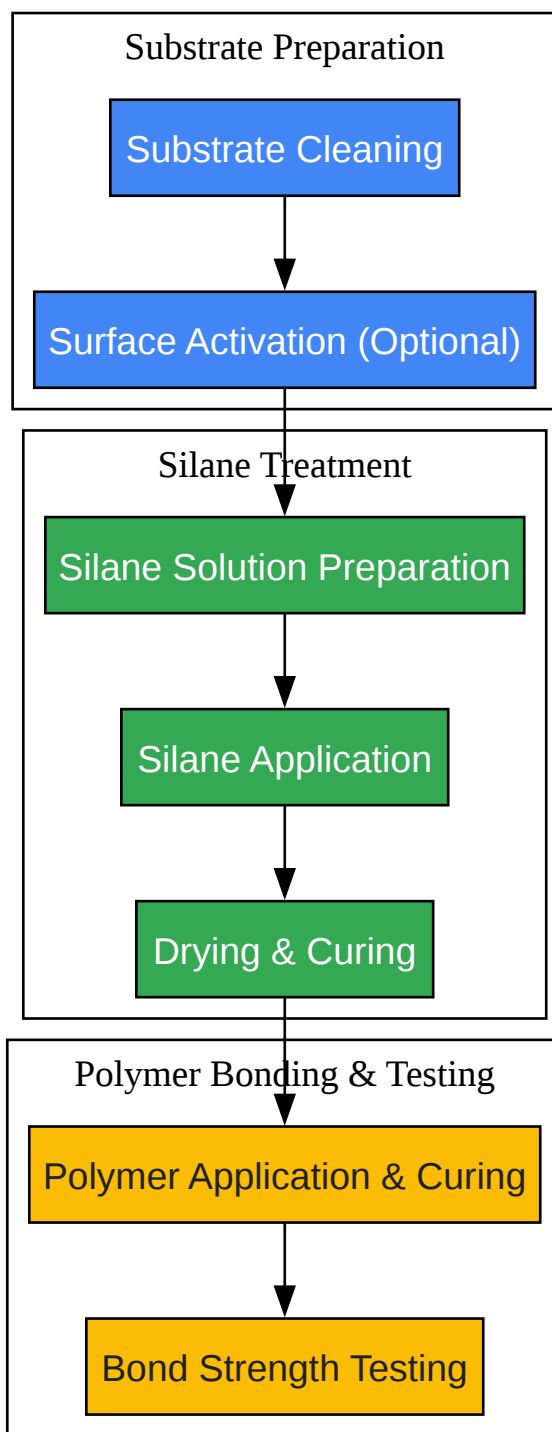 Substrate Preparation
Substrate Cleaning
Surface Activation (Optional)
Silane Treatment
Silane Solution Preparation
Silane Application
Drying & Curing
Polymer Bonding & Testing
Polymer Application & Curing
Bond Strength Testing